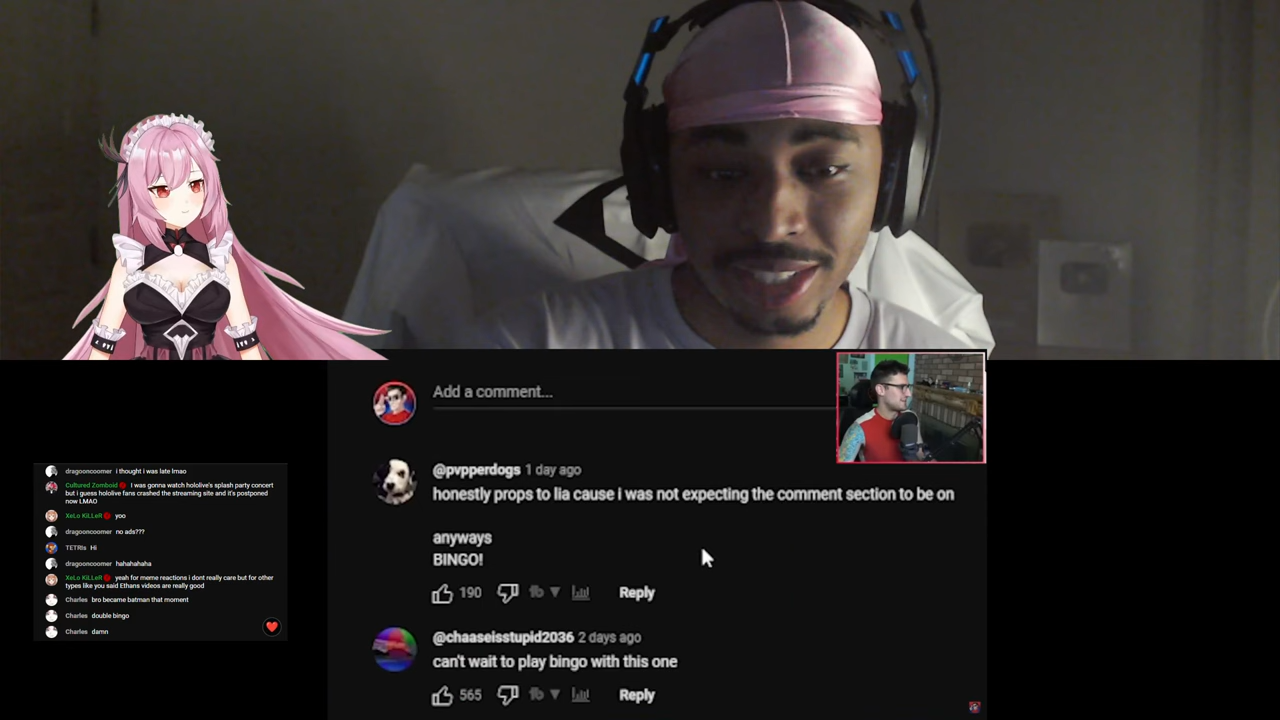 Add a comment...
@pvpperdogs 1 day ago
honestly props to lia cause i was not expecting the comment section to be on
anyways
BINGO!
190
Reply
@chaaseisstupid2036 2 days ago
can't wait to play bingo with this one
565
Reply
dragooncoomer i thought i was late lmao
Cultured Zomboid I was gonna watch hololive's splash party concert
but i guess hololive fans crashed the streaming site and it's postponed
now LMAO
XeLo KiLLeR yoo
dragooncoomer no ads???
TETRIs Hi
dragooncoomer hahahahaha
XeLo KiLLeR yeah for meme reactions i dont really care but for other
types like you said Ethans videos are really good
Charles bro became batman that moment
Charles double bingo
Charles damn